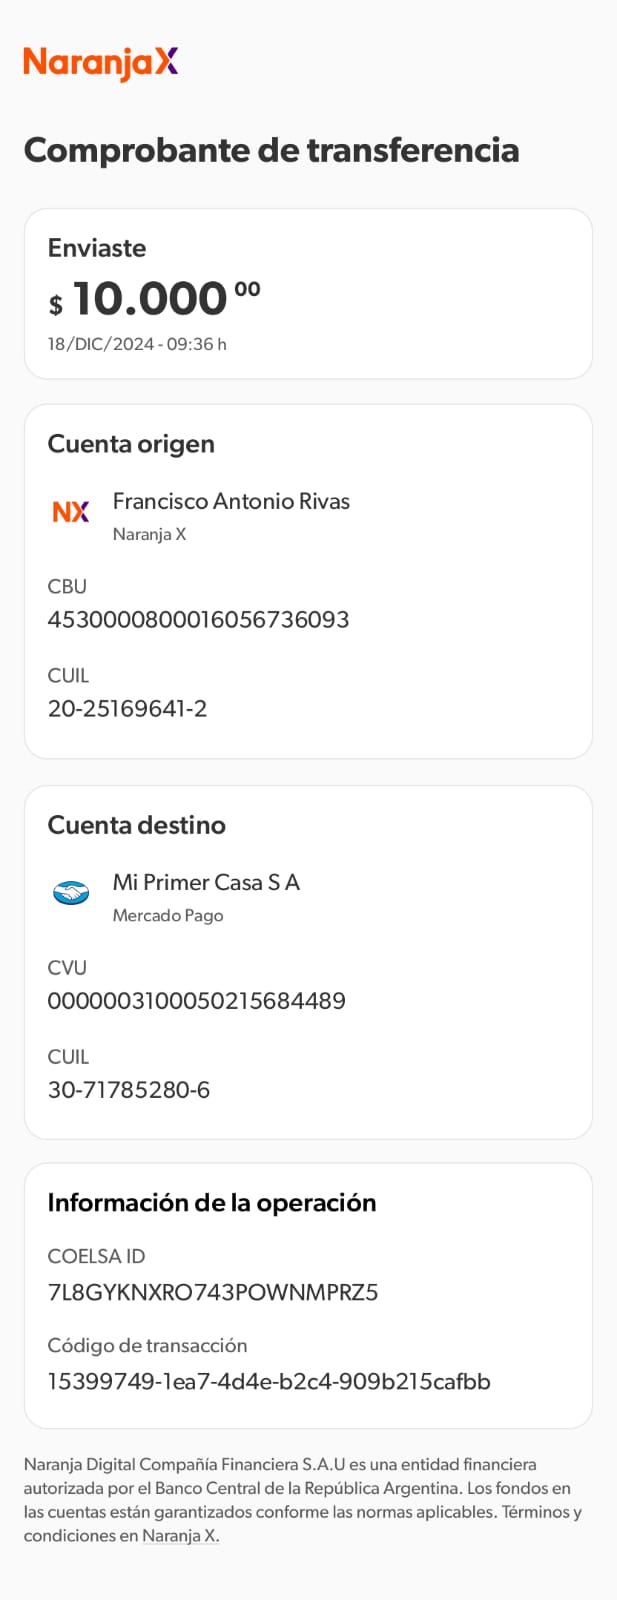 NaranjaX
Comprobante de transferencia
Enviaste
$ 10.000 00
18/DIC/2024 - 09:36 h
Cuenta origen
NX
Francisco Antonio Rivas
Naranja X
CBU
4530000800016056736093
CUIL
20-25169641-2
Cuenta destino
Mi Primer Casa S A
Mercado Pago
CVU
0000003100050215684489
CUIL
30-71785280-6
Información de la operación
COELSA ID
7L8GYKNXRO743POWNMPRZ5
Código de transacción
15399749-1ea7-4d4e-b2c4-909b215cafbb
Naranja Digital Compañía Financiera S.A.U es una entidad financiera
autorizada por el Banco Central de la República Argentina. Los fondos en
las cuentas están garantizados conforme las normas aplicables. Términos y
condiciones en Naranja X.